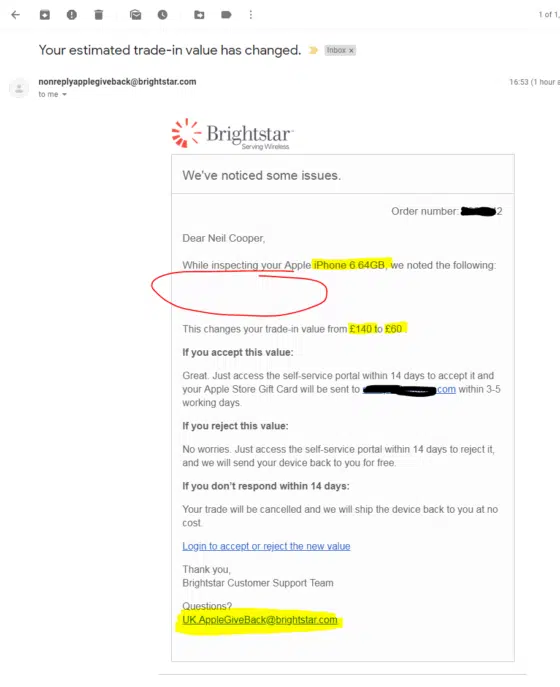 1 of 1,
Your estimated trade-in value has changed.
Inbox x
nonreplyapplegiveback@brightstar.com
16:53 (1 hour a
to me
Brightstar
Serving Wireless
We've noticed some issues.
Order number: 2
Dear Neil Cooper,
While inspecting your Apple iPhone 6.64GB, we noted the following:
This changes your trade-in value from £140 to £60
If you accept this value:
Great. Just access the self-service portal within 14 days to accept it and
your Apple Store Gift Card will be sent to .com within 3-5
working days.
If you reject this value:
No worries. Just access the self-service portal within 14 days to reject it,
and we will send your device back to you for free.
If you don't respond within 14 days:
Your trade will be cancelled and we will ship the device back to you at no
cost.
Login to accept or reject the new value
Thank you,
Brightstar Customer Support Team
Questions?
UK.AppleGiveBack@brightstar.com